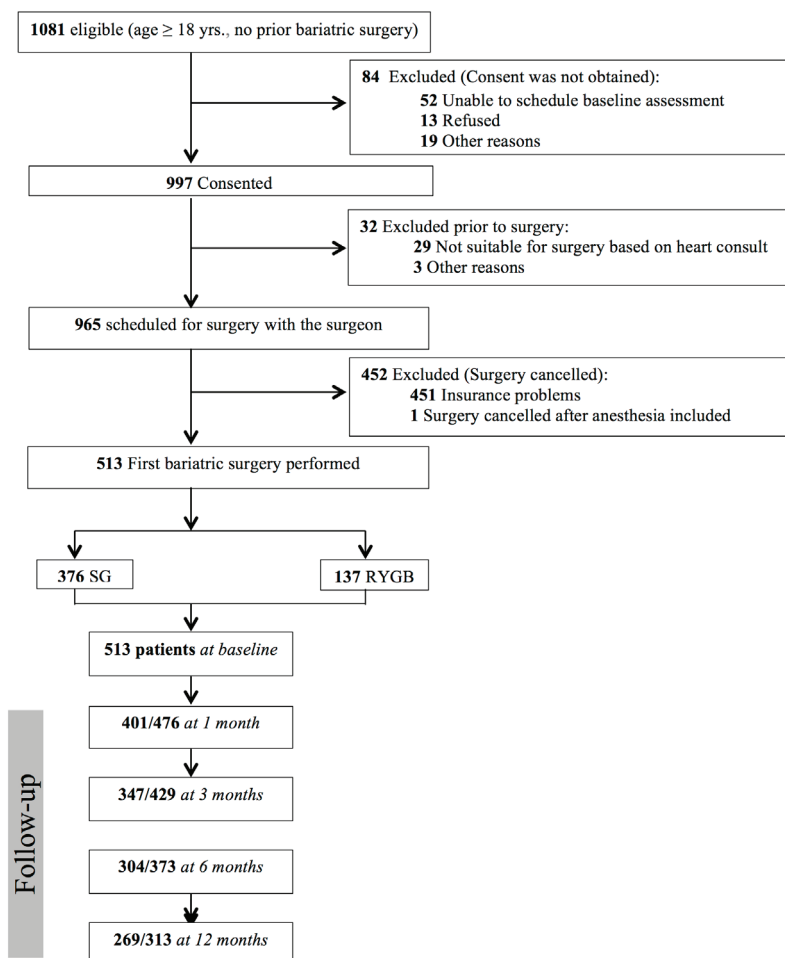 1081 eligible (age ≥ 18 yrs., no prior bariatric surgery)
84 Excluded (Consent was not obtained):
52 Unable to schedule baseline assessment
13 Refused
19 Other reasons
997 Consented
32 Excluded prior to surgery:
29 Not suitable for surgery based on heart consult
3 Other reasons
965 scheduled for surgery with the surgeon
452 Excluded (Surgery cancelled):
451 Insurance problems
1 Surgery cancelled after anesthesia included
513 First bariatric surgery performed
376 SG
137 RYGB
513 patients at baseline
Follow-up
401/476 at 1 month
347/429 at 3 months
304/373 at 6 months
269/313 at 12 months